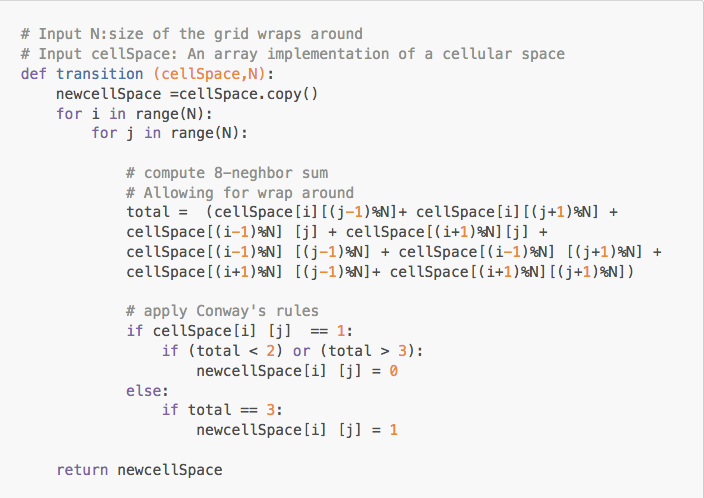 # Input N:size of the grid wraps around
# Input cellSpace: An array implementation of a cellular space
def transition (cellSpace,N):
    newcellSpace =cellSpace.copy()
    for i in range(N):
        for j in range(N):

            # compute 8-neghbor sum
            # Allowing for wrap around
            total =  (cellSpace[i][(j-1)%N]+ cellSpace[i][(j+1)%N] +
            cellSpace[(i-1)%N] [j] + cellSpace[(i+1)%N][j] +
            cellSpace[(i-1)%N] [(j-1)%N] + cellSpace[(i-1)%N] [(j+1)%N] +
            cellSpace[(i+1)%N] [(j-1)%N]+ cellSpace[(i+1)%N][(j+1)%N])

            # apply Conway's rules
            if cellSpace[i] [j]  == 1:
                if (total < 2) or (total > 3):
                    newcellSpace[i] [j] = 0
            else:
                if total == 3:
                    newcellSpace[i] [j] = 1

    return newcellSpace